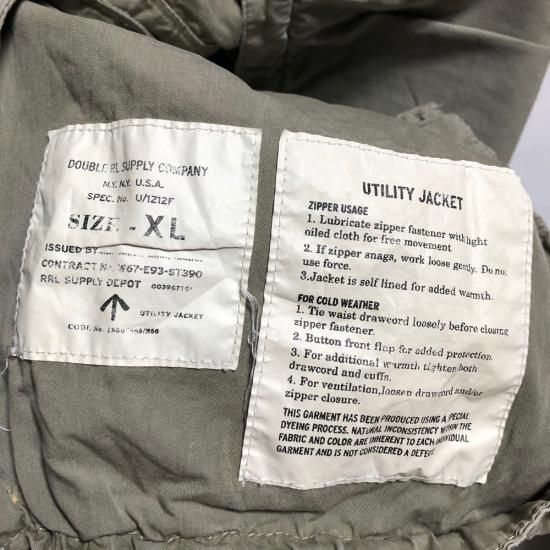 DOUBLE RL SUPPLY COMPANY
N.Y. N.Y. U.S.A.
SPEC. No. U/1212F
SIZE - XL
ISSUED BY
CONTRACT No. W67-E93-ST390
RRL SUPPLY DEPOT
UTILITY JACKET
CODE No.
UTILITY JACKET
ZIPPER USAGE
1. Lubricate zipper fastener with light
oiled cloth for free movement
2. If zipper snags, work loose gently. Do not
use force.
3.Jacket is self lined for added warmth.
FOR COLD WEATHER
1. Tie waist drawcord loosely before closing
zipper fastener.
2. Button front flap for added protection.
3. For additional warmth tighten both
drawcord and cuffs.
4. For ventilation, loosen drawcord and/or
zipper closure.
THIS GARMENT HAS BEEN PRODUCED USING A SPECIAL
DYEING PROCESS. NATURAL INCONSISTENCY WITHIN THE
FABRIC AND COLOR ARE INHERENT TO EACH INDIVIDUAL
GARMENT AND IS NOT CONSIDERED A DEFECT.